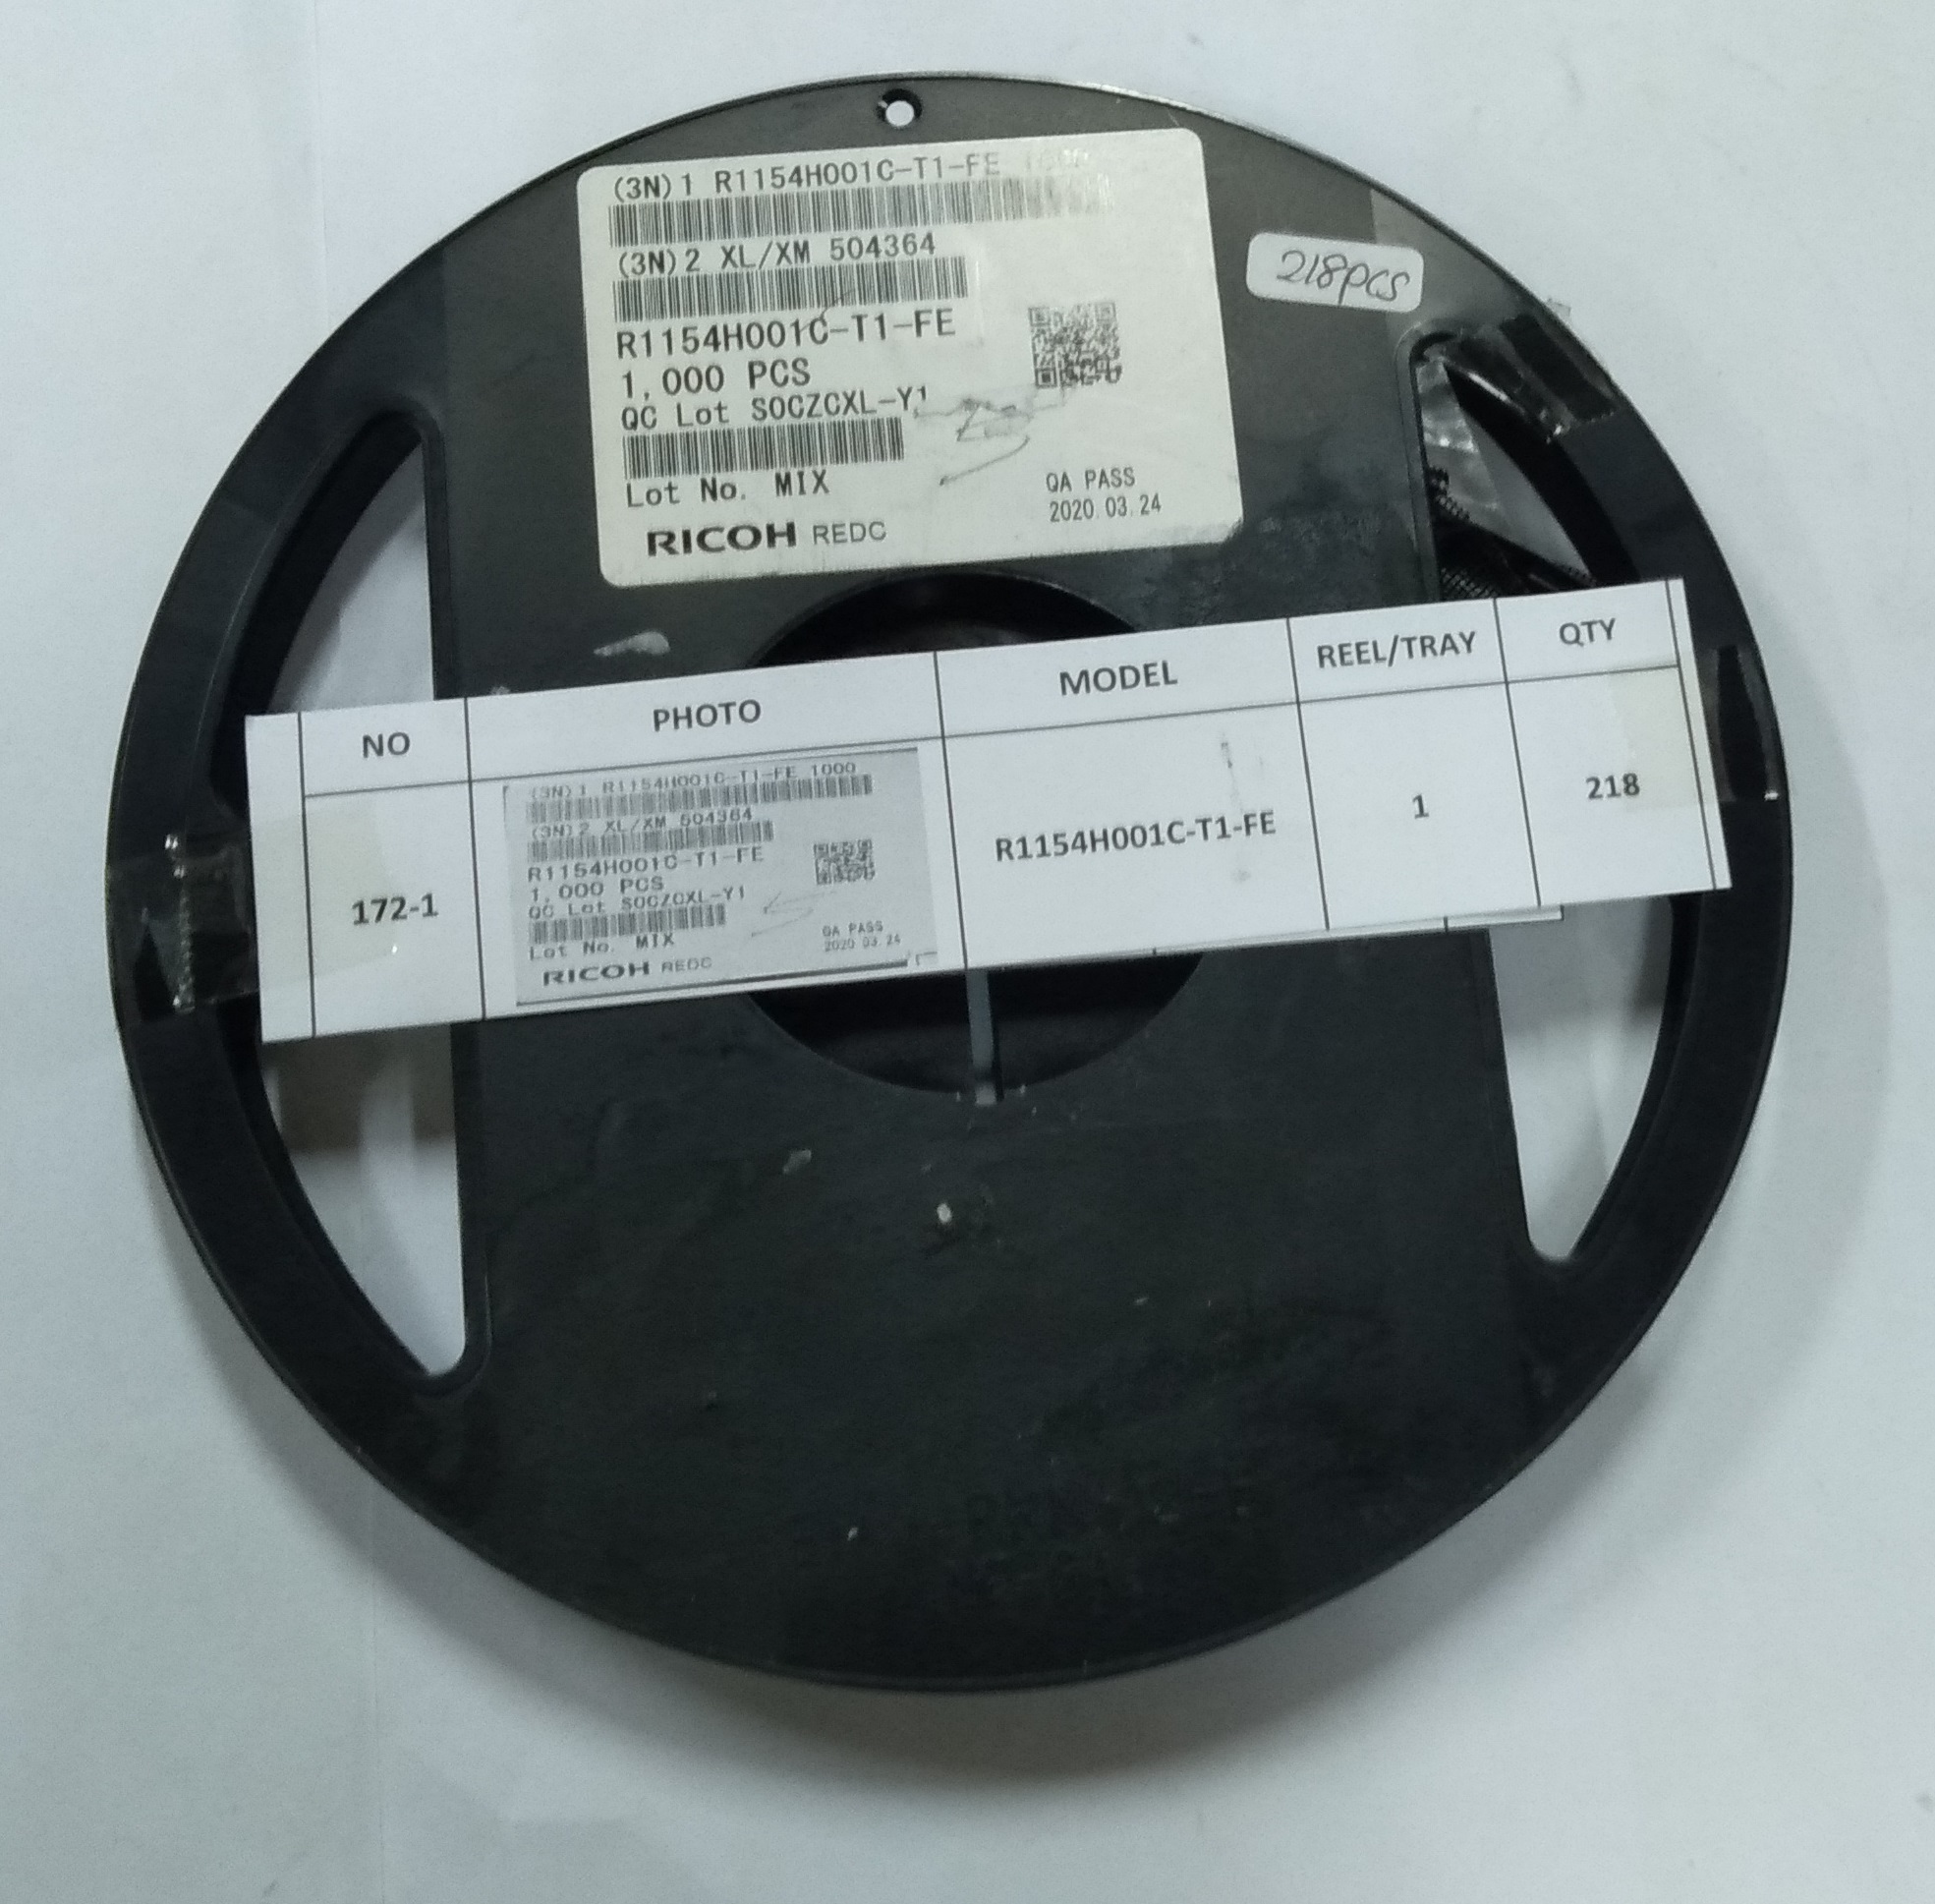 (3N)1 R1154H001C-T1-FE 1000
(3N)2 XL/XM 504364
R1154H001C-T1-FE
1,000 PCS
QC Lot SOCZCXL-Y1
Lot No. MIX
QA PASS
2020.03.24
RICOH REDC
218pcs
NO PHOTO MODEL REEL/TRAY QTY
172-1
(3N)1 R1154H001C-T1-FE 1000
(3N)2 XL/XM 504364
R1154H001C-T1-FE
1,000 PCS
QC Lot SOCZCXL-Y1
Lot No. MIX
QA PASS
2020.03.24
RICOH REDC
R1154H001C-T1-FE
1
218